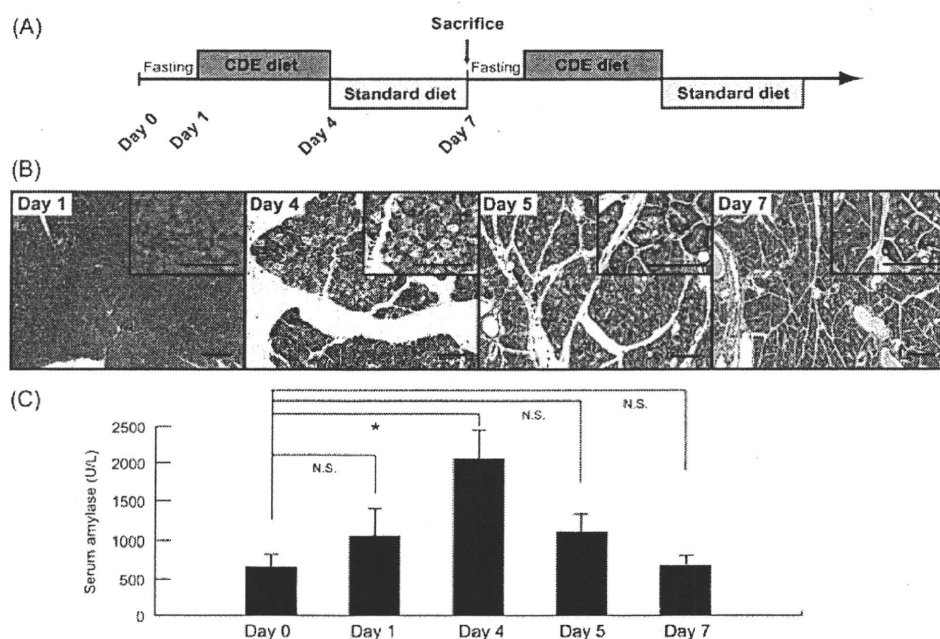 (A)
Sacrifice
Fasting CDE diet Fasting CDE diet
Standard diet Standard diet
Day 0 Day 1 Day 4 Day 7
(B)
Day 1 Day 4 Day 5 Day 7
(C)
N.S.
N.S.
*
N.S.
2500
2000
1500
1000
500
0
Serum amylase (U/L)
Day 0 Day 1 Day 4 Day 5 Day 7